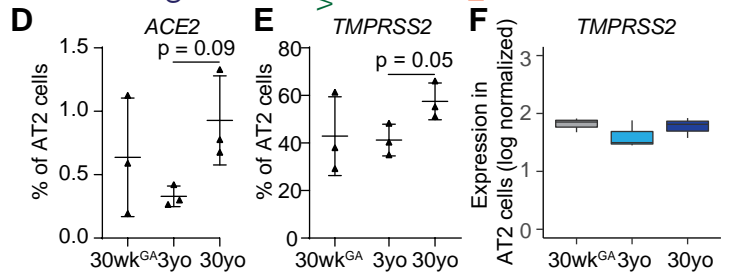 D
ACE2
% of AT2 cells
1.5
1.0
0.5
0.0
p = 0.09
30wkGA 3yo 30yo
E
TMPRSS2
% of AT2 cells
80
60
40
20
0
p = 0.05
30wkGA 3yo 30yo
F
TMPRSS2
Expression in
AT2 cells (log normalized)
3
2
1
0
30wkGA 3yo 30yo